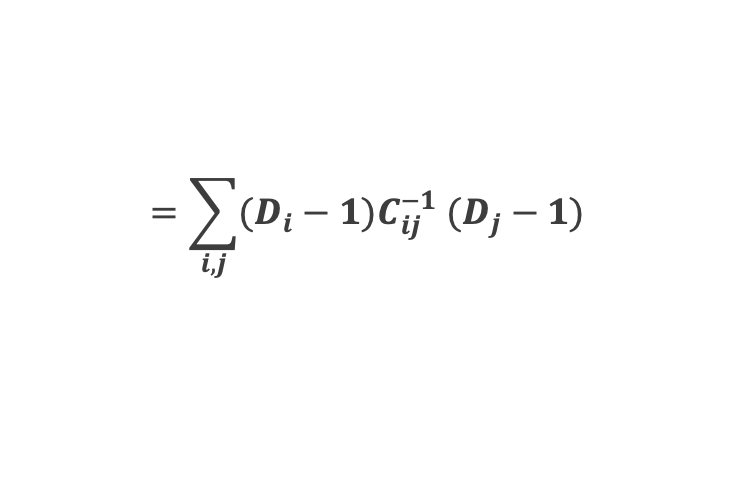 = ∑_{i,j} (D_i − 1) C_{ij}^{−1} (D_j − 1)